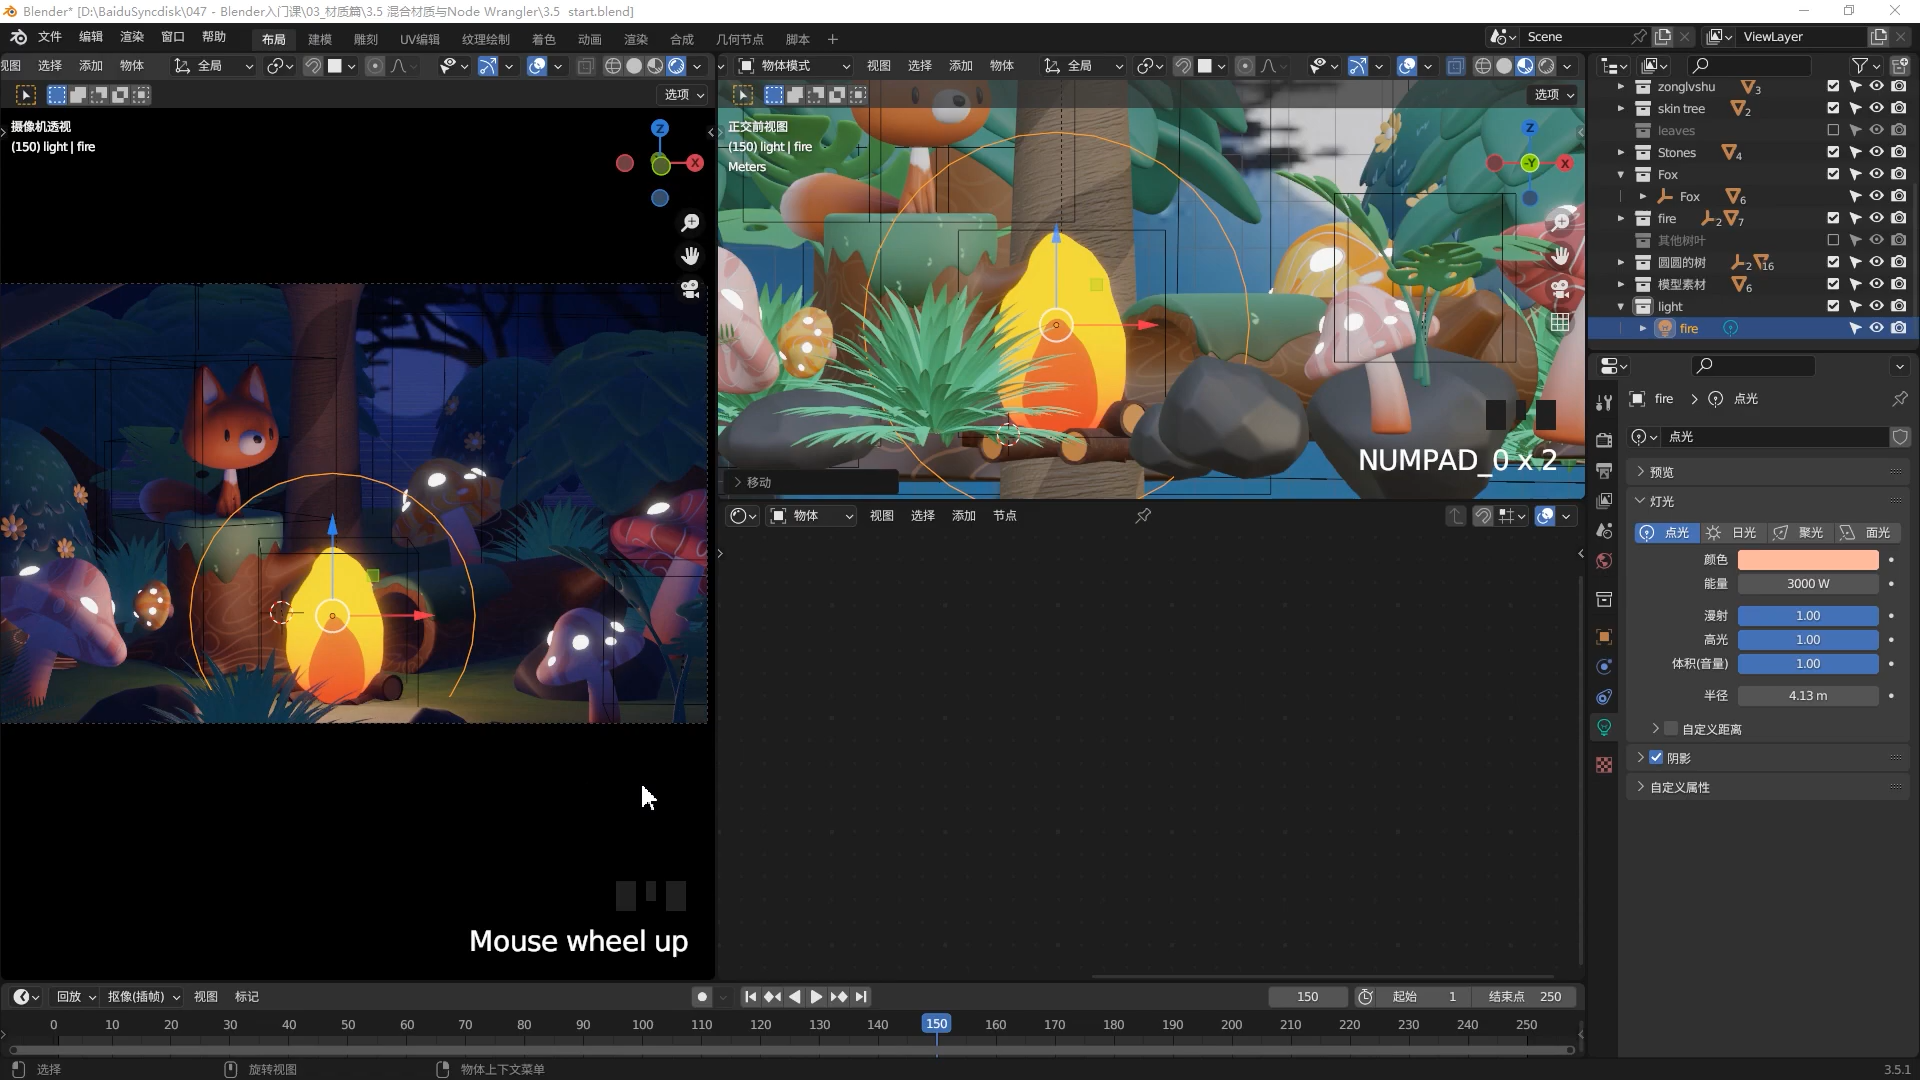 Blender* [D:\BaiduSyncdisk\047 - Blender入门课\03_材质篇\3.5 混合材质与Node Wrangler\3.5  start.blend]
文件 编辑 渲染 窗口 帮助 布局 建模 雕刻 UV编辑 纹理绘制 着色 动画 渲染 合成 几何节点 脚本 + Scene ViewLayer
视图 选择 添加 物体 全局
物体模式 视图 选择 添加 物体 全局
选项
选项
摄像机透视
(150) light | fire
正交前视图
(150) light | fire
Meters
Z
X
Z
-Y
X
NUMPAD_0 x 2
移动
物体 视图 选择 添加 节点
Mouse wheel up
zonglvshu 3
skin tree 2
leaves
Stones 4
Fox
Fox 6
fire 2 7
其他树叶
圆圆的树 2 16
模型素材 6
light
fire
fire > 点光
点光
预览
灯光
点光 日光 聚光 面光
颜色
能量 3000 W
漫射 1.00
高光 1.00
体积(音量) 1.00
半径 4.13 m
自定义距离
阴影
自定义属性
回放 抠像(插帧) 视图 标记 150 起始 1 结束点 250
0 10 20 30 40 50 60 70 80 90 100 110 120 130 140 150 160 170 180 190 200 210 220 230 240 250
选择 旋转视图 物体上下文菜单 3.5.1